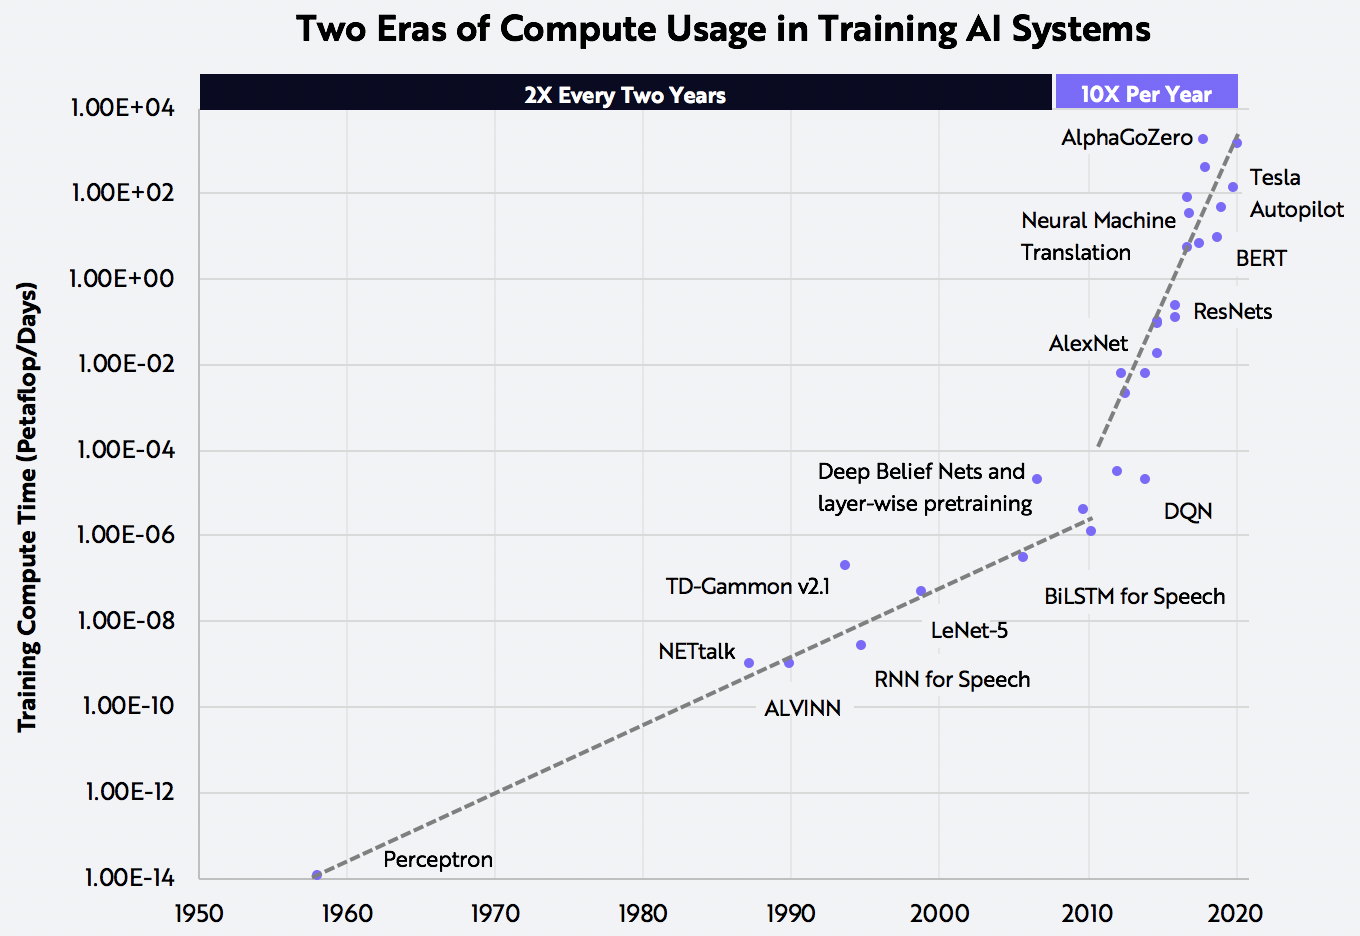 Two Eras of Compute Usage in Training AI Systems
2X Every Two Years
10X Per Year
Training Compute Time (Petaflop/Days)
1.00E+04
1.00E+02
1.00E+00
1.00E-02
1.00E-04
1.00E-06
1.00E-08
1.00E-10
1.00E-12
1.00E-14
AlphaGoZero
Tesla
Autopilot
Neural Machine
Translation
BERT
ResNets
AlexNet
Deep Belief Nets and
layer-wise pretraining
DQN
TD-Gammon v2.1
BiLSTM for Speech
LeNet-5
NETtalk
RNN for Speech
ALVINN
Perceptron
1950
1960
1970
1980
1990
2000
2010
2020